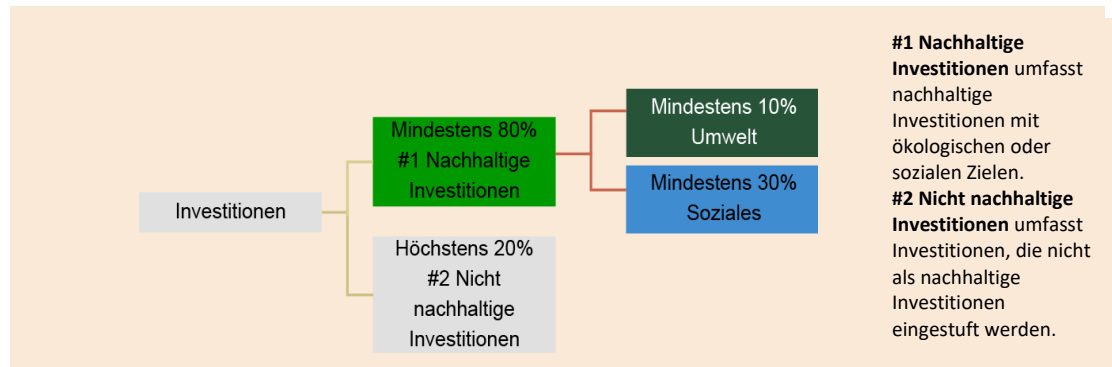 Investitionen
Mindestens 80%
#1 Nachhaltige
Investitionen
Höchstens 20%
#2 Nicht
nachhaltige
Investitionen
Mindestens 10%
Umwelt
Mindestens 30%
Soziales
#1 Nachhaltige
Investitionen umfasst
nachhaltige
Investitionen mit
ökologischen oder
sozialen Zielen.
#2 Nicht nachhaltige
Investitionen umfasst
Investitionen, die nicht
als nachhaltige
Investitionen
eingestuft werden.